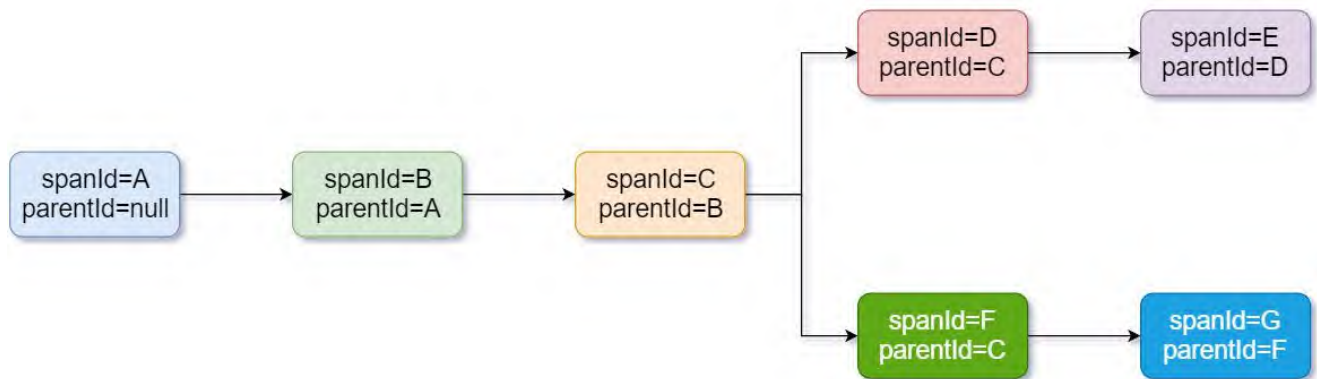 spanId=A
parentId=null
spanId=B
parentId=A
spanId=C
parentId=B
spanId=D
parentId=C
spanId=E
parentId=D
spanId=F
parentId=C
spanId=G
parentId=F